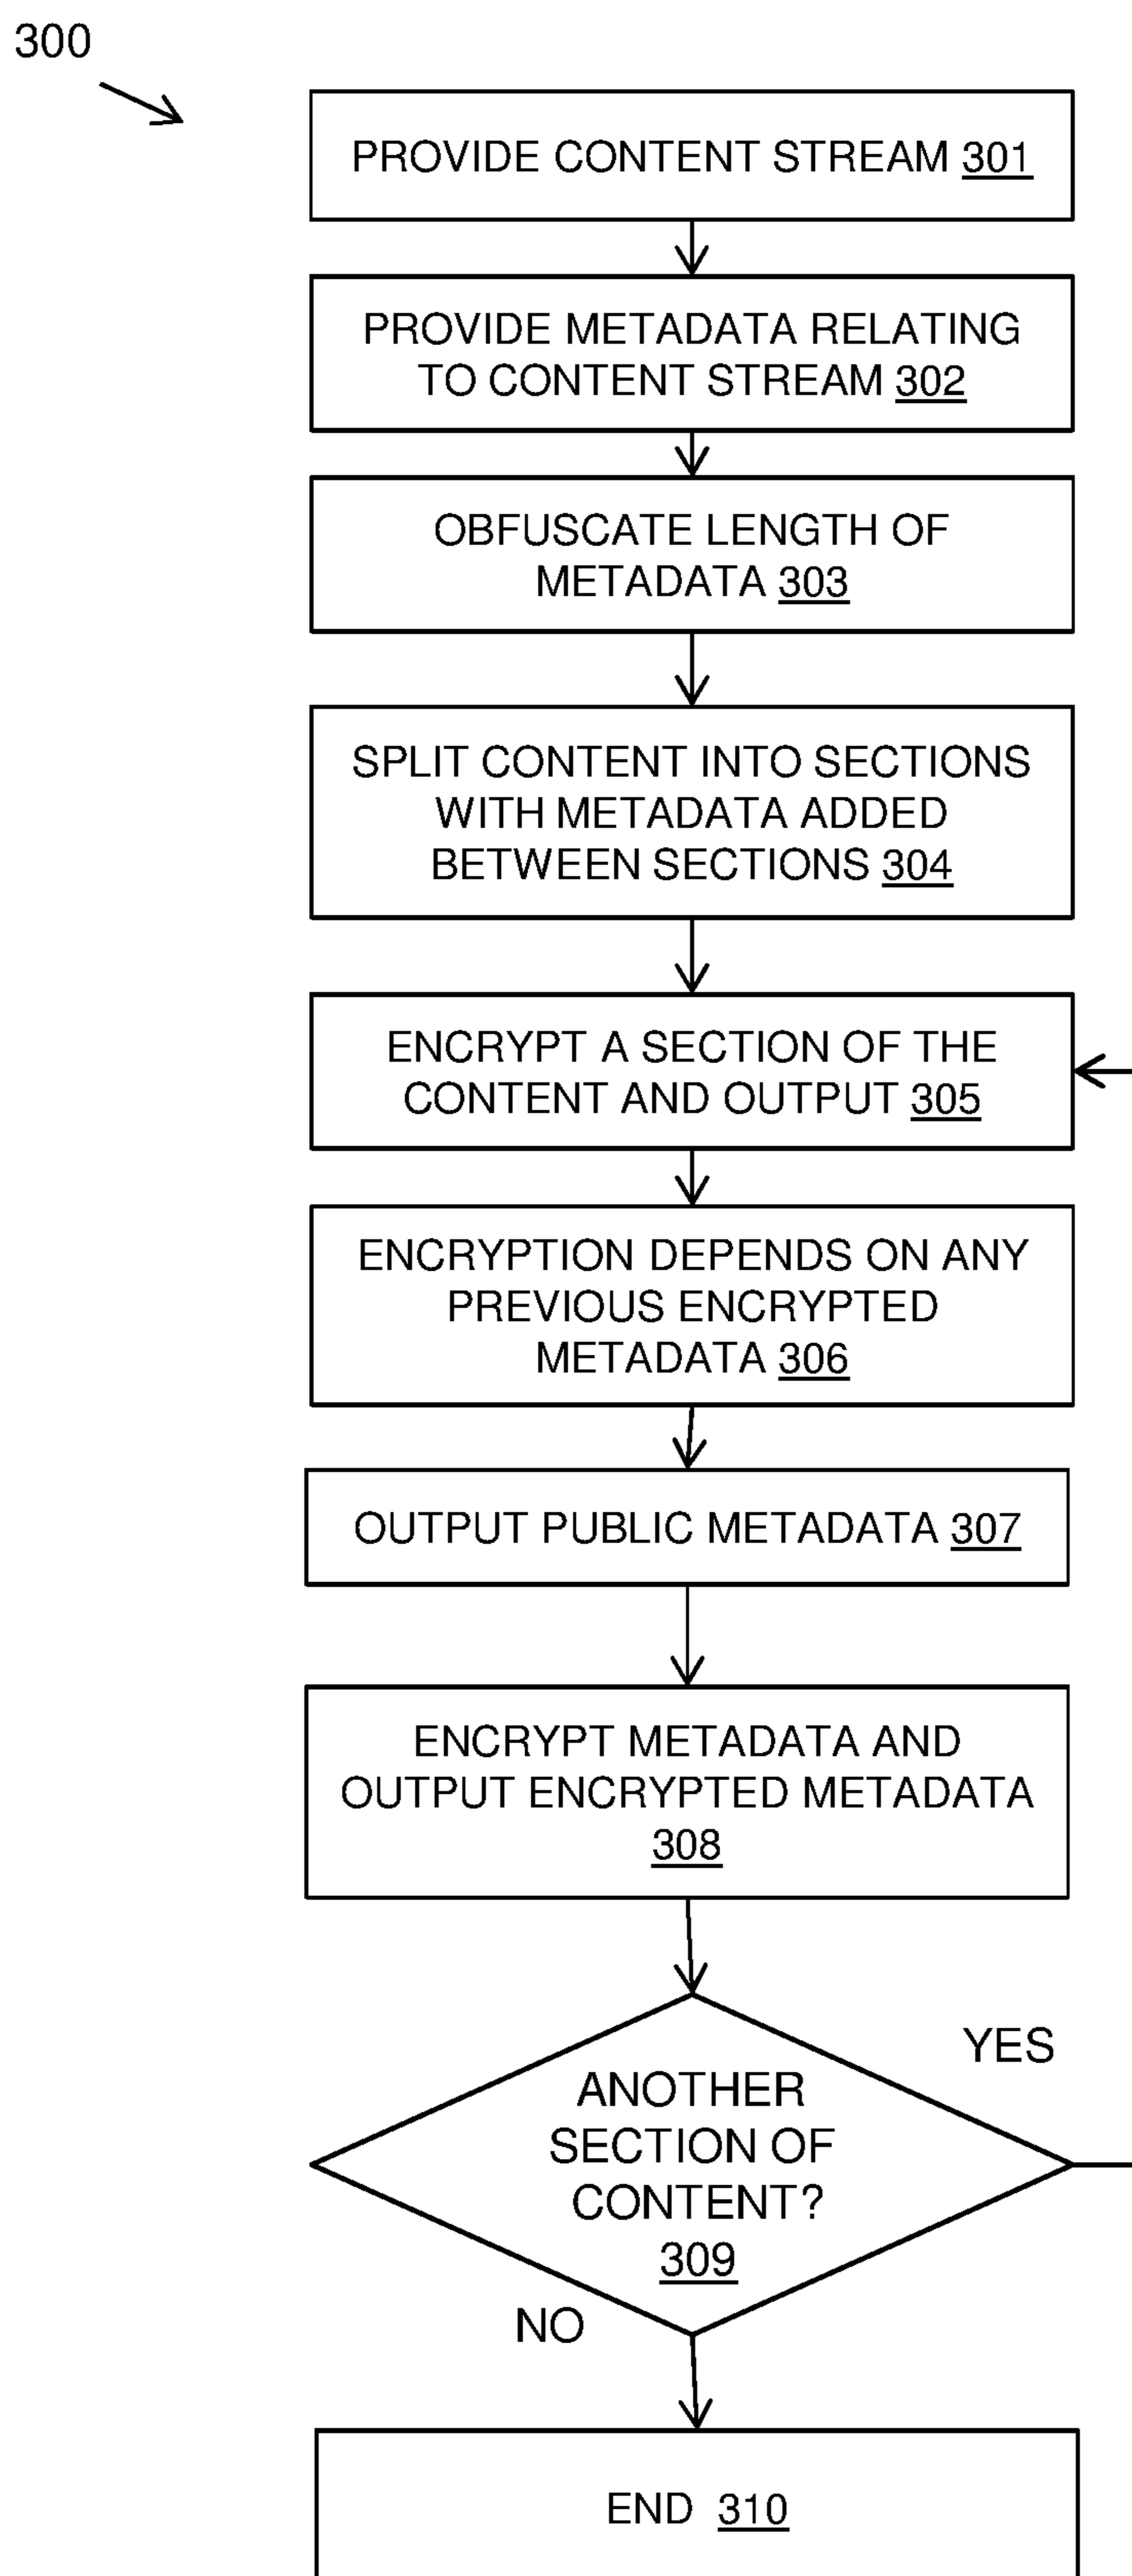 300
PROVIDE CONTENT STREAM 301
PROVIDE METADATA RELATING
TO CONTENT STREAM 302
OBFUSCATE LENGTH OF
METADATA 303
SPLIT CONTENT INTO SECTIONS
WITH METADATA ADDED
BETWEEN SECTIONS 304
ENCRYPT A SECTION OF THE
CONTENT AND OUTPUT 305
ENCRYPTION DEPENDS ON ANY
PREVIOUS ENCRYPTED
METADATA 306
OUTPUT PUBLIC METADATA 307
ENCRYPT METADATA AND
OUTPUT ENCRYPTED METADATA
308
YES
ANOTHER
SECTION OF
CONTENT?
309
NO
END 310